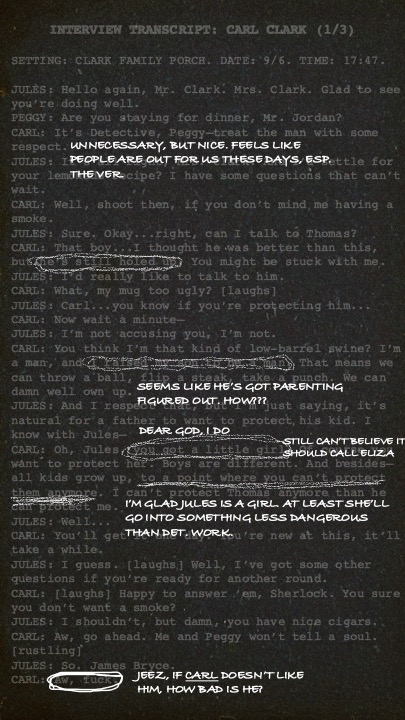 INTERVIEW TRANSCRIPT: CARL CLARK (1/3)
SETTING: CLARK FAMILY PORCH. DATE: 9/6. TIME: 17:47.
JULES: Hello again, Mr. Clark. Mrs. Clark. Glad to see
you're doing well.
PEGGY: Are you staying for dinner, Mr. Jordan?
CARL: It's Detective, Peggy—treat the man with some
respect.
UNNECESSARY, BUT NICE. FEELS LIKE
PEOPLE ARE OUT FOR US THESE DAYS, ESP.
THEVER.
JULES: settle for
your lem recipe? I have some questions that can't
wait.
CARL: Well, shoot then, if you don't mind me having a
smoke.
JULES: Sure. Okay...right, can I talk to Thomas?
CARL: That boy...I thought he was better than this,
but he's still holed up. You might be stuck with me.
JULES: I'd really like to talk to him.
CARL: What, my mug too ugly? [laughs]
JULES: Carl...you know if you're protecting him...
CARL: Now wait a minute—
JULES: I'm not accusing you, I'm not.
CARL: You think I'm that kind of low-barrel swine? I'm
a man, and That means we
can throw a ball, flip a steak, take a punch. We can
damn well own up.
SEEMS LIKE HE'S GOT PARENTING
FIGURED OUT. HOW???
JULES: And I respect that, but I'm just saying, it's
natural for a father to want to protect his kid. I
know with Jules—
DEAR GOD, I DO
CARL: Oh, Jules you got a little girl
STILL CAN'T BELIEVE IT
SHOULD CALL ELIZA
want to protect her. Boys are different. And besides—
all kids grow up, to a point where you can't protect
them anymore. I can't protect Thomas anymore than he
can protect me.
I'M GLAD JULES IS A GIRL. AT LEAST SHE'LL
GO INTO SOMETHING LESS DANGEROUS
THAN DET. WORK.
JULES: Well...
CARL: You'll get you're new at this, it'll
take a while.
JULES: I guess. [laughs] Well, I've got some other
questions if you're ready for another round.
CARL: [laughs] Happy to answer 'em, Sherlock. You sure
you don't want a smoke?
JULES: I shouldn't, but damn, you have nice cigars.
CARL: Aw, go ahead. Me and Peggy won't tell a soul.
[rustling]
JULES: So. James Bryce.
CARL: Aw, fuck
JEEZ, IF CARL DOESN'T LIKE
HIM, HOW BAD IS HE?